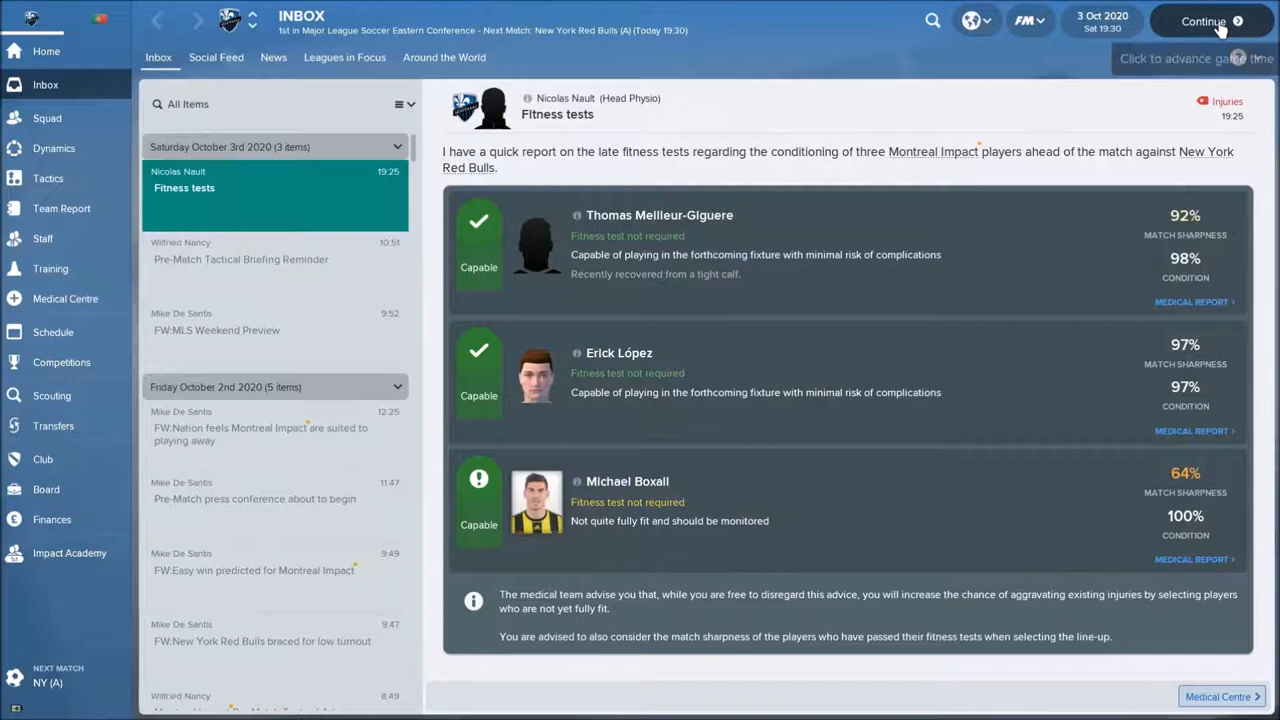 INBOX
1st in Major League Soccer Eastern Conference - Next Match: New York Red Bulls (A) (Today 19:30)
FM
3 Oct 2020
Sat 19:30
Continue
Click to advance game time
Home
Inbox
Squad
Dynamics
Tactics
Team Report
Staff
Training
Medical Centre
Schedule
Competitions
Scouting
Transfers
Club
Board
Finances
Impact Academy
NEXT MATCH
NY (A)
Inbox
Social Feed
News
Leagues in Focus
Around the World
All Items
Saturday October 3rd 2020 (3 items)
Nicolas Nault 19:25
Fitness tests
Wilfried Nancy 10:51
Pre-Match Tactical Briefing Reminder
Mike De Santis 9:52
FW:MLS Weekend Preview
Friday October 2nd 2020 (5 items)
Mike De Santis 12:25
FW:Nation feels Montreal Impact are suited to
playing away
Mike De Santis 11:47
Pre-Match press conference about to begin
Mike De Santis 9:49
FW:Easy win predicted for Montreal Impact
Mike De Santis 9:47
FW:New York Red Bulls braced for low turnout
Wilfried Nancy 8:49
Nicolas Nault (Head Physio)
Fitness tests
Injuries
19:25
I have a quick report on the late fitness tests regarding the conditioning of three Montreal Impact players ahead of the match against New York
Red Bulls.
Capable
Thomas Meilleur-Giguere
Fitness test not required
Capable of playing in the forthcoming fixture with minimal risk of complications
Recently recovered from a tight calf.
92%
MATCH SHARPNESS
98%
CONDITION
MEDICAL REPORT >
Capable
Erick López
Fitness test not required
Capable of playing in the forthcoming fixture with minimal risk of complications
97%
MATCH SHARPNESS
97%
CONDITION
MEDICAL REPORT >
Capable
Michael Boxall
Fitness test not required
Not quite fully fit and should be monitored
64%
MATCH SHARPNESS
100%
CONDITION
MEDICAL REPORT >
The medical team advise you that, while you are free to disregard this advice, you will increase the chance of aggravating existing injuries by selecting players
who are not yet fully fit.
You are advised to also consider the match sharpness of the players who have passed their fitness tests when selecting the line-up.
Medical Centre >